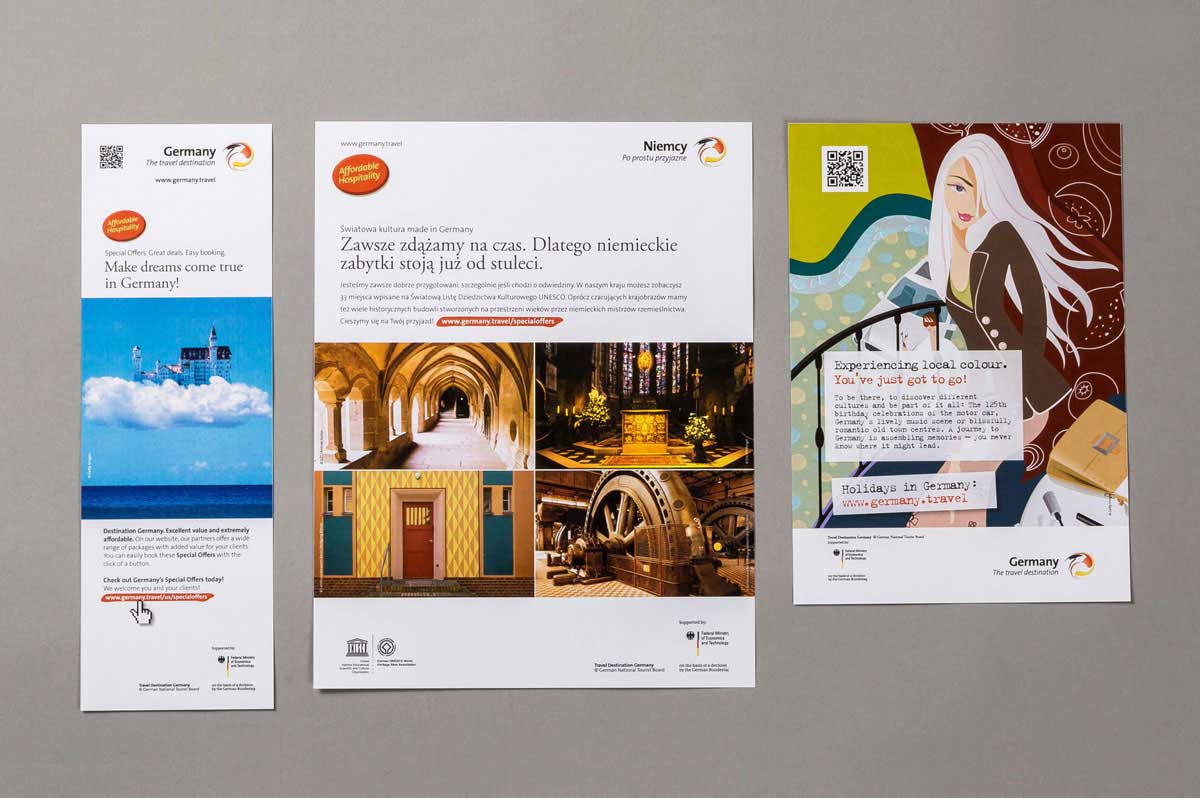 Germany
The travel destination
www.germany.travel
Affordable
Hospitality
Special Offers. Great deals. Easy booking.
Make dreams come true
in Germany!
Destination Germany. Excellent value and extremely
affordable. On our website, our partners offer a wide
range of packages with added value for your clients.
You can easily book these Special Offers with the
click of a button.
Check out Germany's Special Offers today!
We welcome you and your clients!
www.germany.travel/us/specialoffers
Supported by:
Federal Ministry
of Economics
and Technology
Travel Destination Germany
© German National Tourist Board
on the basis of a decision
by the German Bundestag
www.germany.travel
Niemcy
Po prostu przyjazne
Affordable
Hospitality
Światowa kultura made in Germany
Zawsze zdążamy na czas. Dlatego niemieckie
zabytki stoją już od stuleci.
Jesteśmy zawsze dobrze przygotowani, szczególnie jeśli chodzi o odwiedziny. W naszym kraju możesz zobaczyć
33 miejsca wpisane na Światową Listę Dziedzictwa Kulturowego UNESCO. Oprócz czarujących krajobrazów mamy
też wiele historycznych budowli stworzonych na przestrzeni wieków przez niemieckich mistrzów rzemieślnictwa.
Cieszymy się na Twój przyjazd! www.germany.travel/specialoffers
Supported by:
Federal Ministry
of Economics
and Technology
Travel Destination Germany
© German National Tourist Board
on the basis of a decision
by the German Bundestag
Experiencing local colour.
You've just got to go!
To be there, to discover different
cultures and be part of it all: The 125th
birthday celebrations of the motor car,
Germany's lively music scene or blissfully
romantic old town centres. A journey to
Germany is assembling memories – you never
know where it might lead.
Holidays in Germany:
www.germany.travel
Travel Destination Germany © German National Tourist Board
Supported by:
Federal Ministry
of Economics
and Technology
on the basis of a decision
by the German Bundestag
Germany
The travel destination